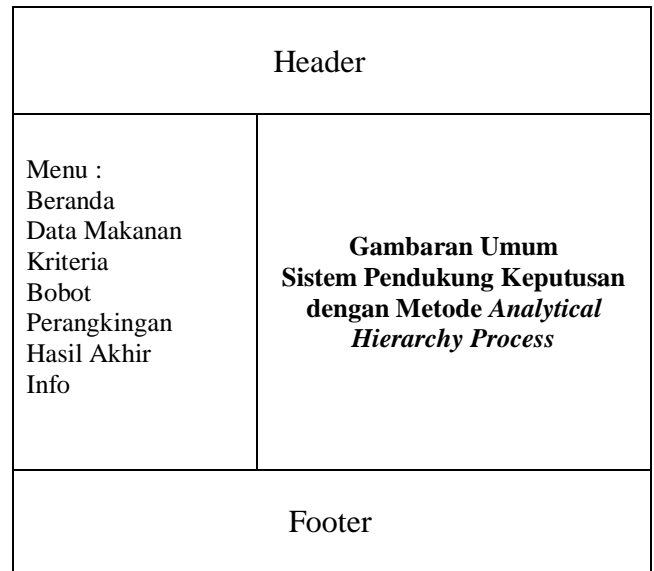 Header
Menu :
Beranda
Data Makanan
Kriteria
Bobot
Perangkingan
Hasil Akhir
Info
Gambaran Umum
Sistem Pendukung Keputusan
dengan Metode Analytical
Hierarchy Process
Footer